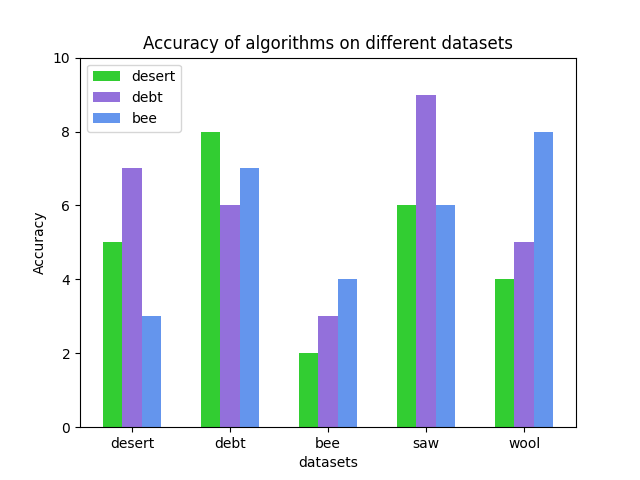 Accuracy of algorithms on different datasets
desert
debt
bee
10
8
6
4
2
0
Accuracy
desert debt bee saw wool
datasets